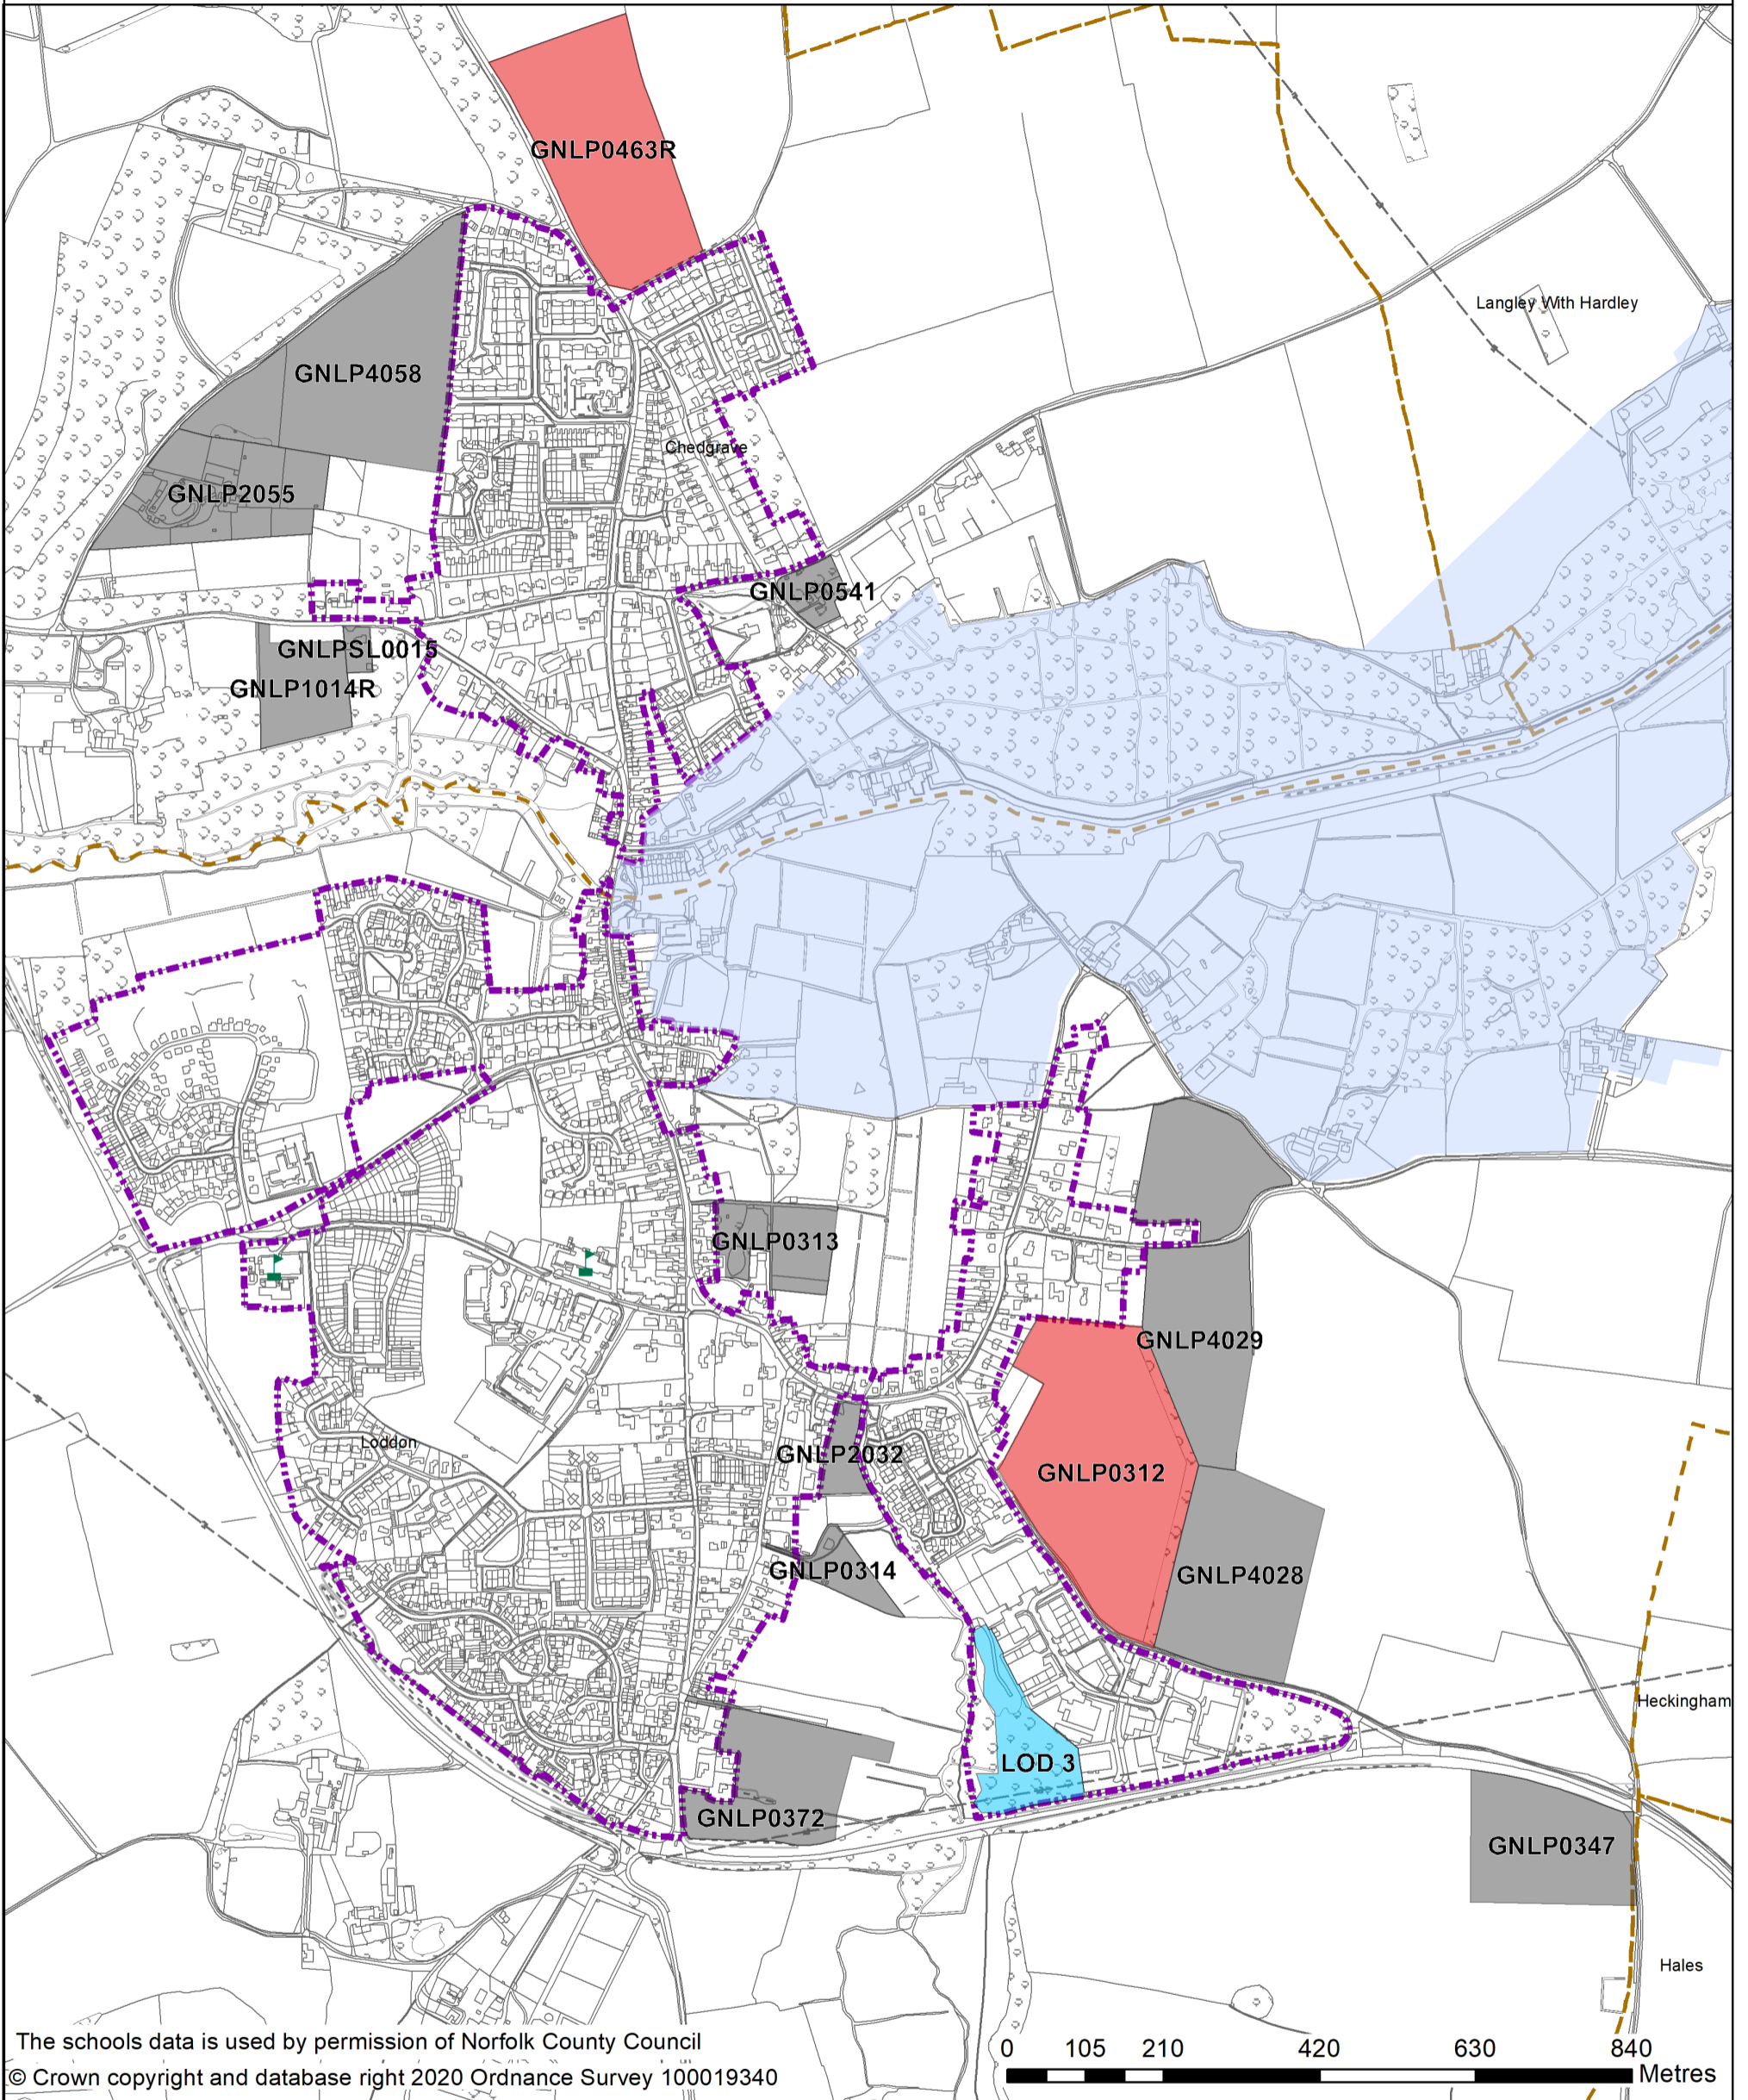 GNLP0463R
Langley With Hardley
GNLP4058
Chedgrave
GNLP2055
GNLP0541
GNLPSL0015
GNLP1014R
GNLP0313
GNLP4029
Loddon
GNLP2032
GNLP0312
GNLP0314
GNLP4028
Heckingham
LOD 3
GNLP0372
GNLP0347
Hales
The schools data is used by permission of Norfolk County Council
© Crown copyright and database right 2020 Ordnance Survey 100019340
0 105 210 420 630 840
Metres